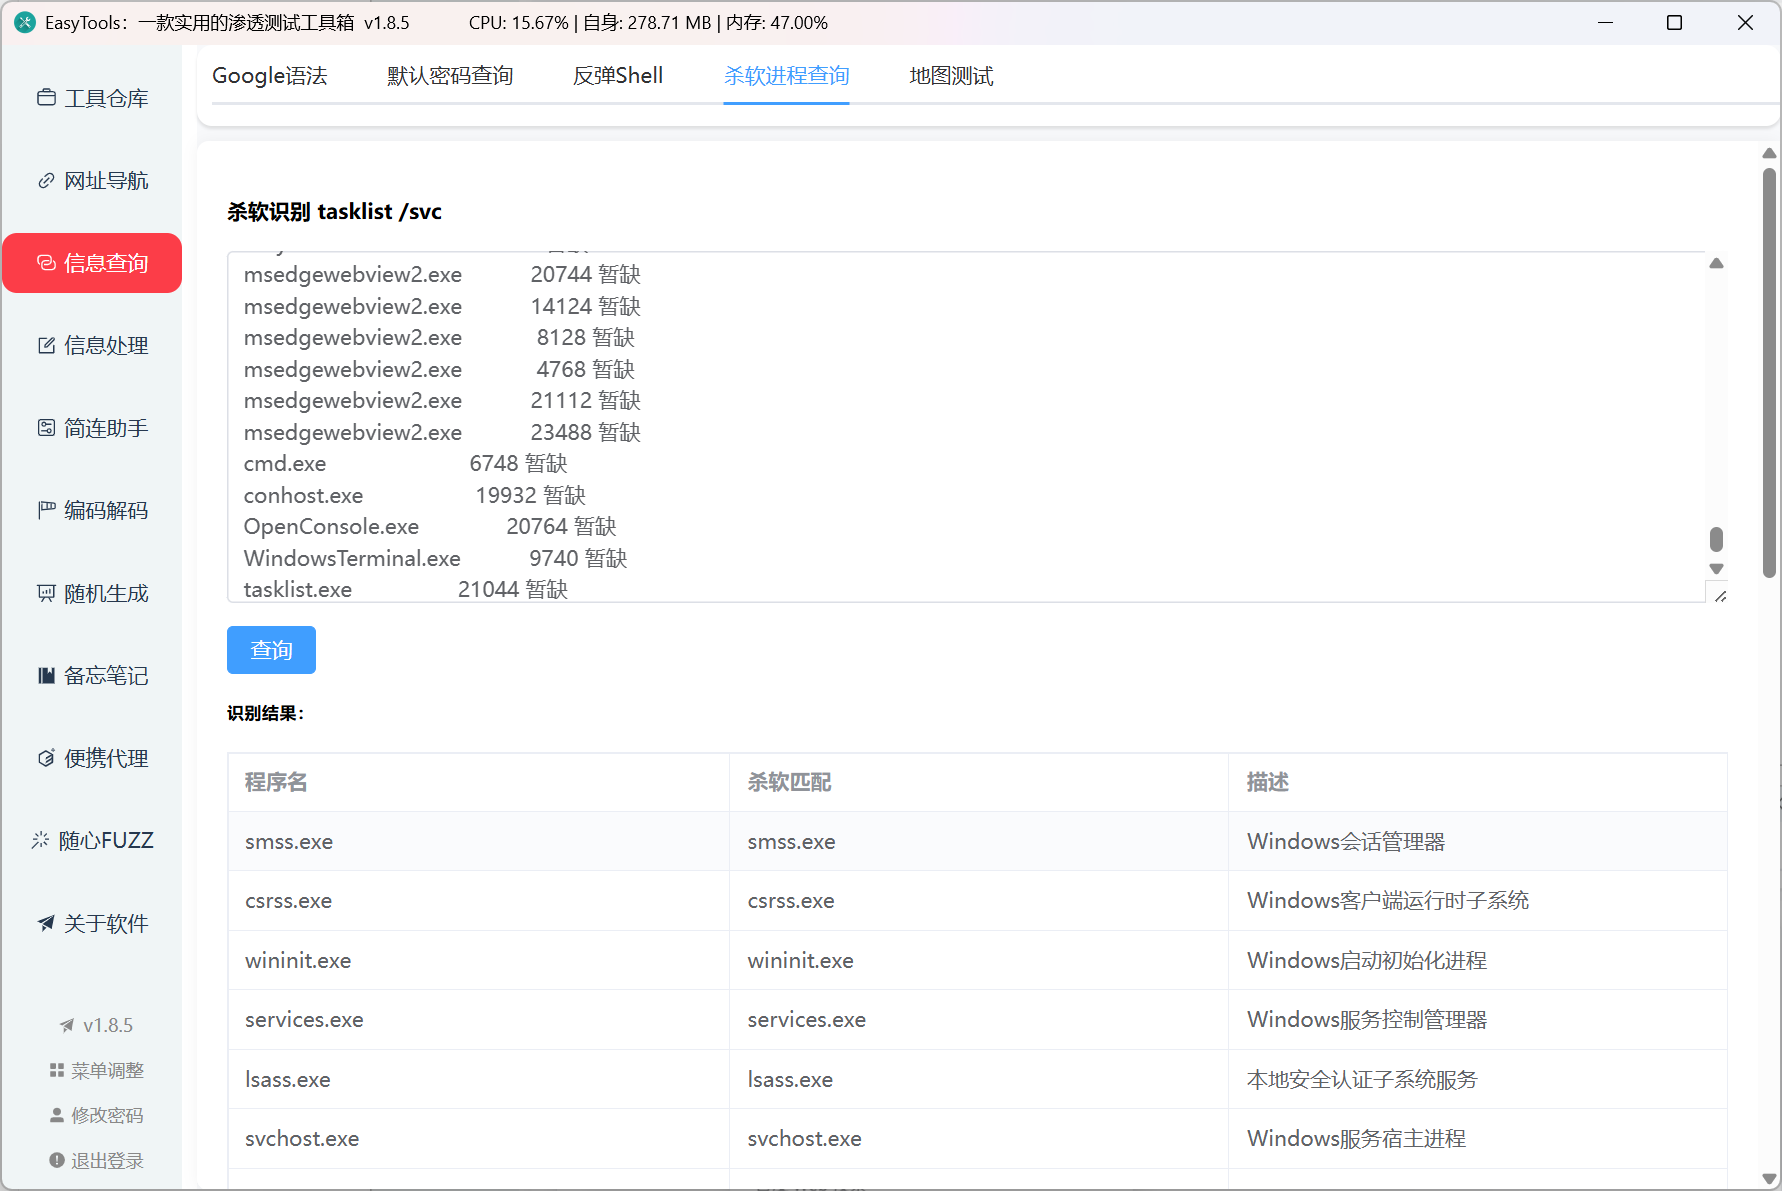 EasyTools：一款实用的渗透测试工具箱 v1.8.5
CPU: 15.67% | 自身: 278.71 MB | 内存: 47.00%
工具仓库
网址导航
信息查询
信息处理
简连助手
编码解码
随机生成
备忘笔记
便携代理
随心FUZZ
关于软件
v1.8.5
菜单调整
修改密码
退出登录
Google语法
默认密码查询
反弹Shell
杀软进程查询
地图测试
杀软识别 tasklist /svc
msedgewebview2.exe 20744 暂缺
msedgewebview2.exe 14124 暂缺
msedgewebview2.exe 8128 暂缺
msedgewebview2.exe 4768 暂缺
msedgewebview2.exe 21112 暂缺
msedgewebview2.exe 23488 暂缺
cmd.exe 6748 暂缺
conhost.exe 19932 暂缺
OpenConsole.exe 20764 暂缺
WindowsTerminal.exe 9740 暂缺
tasklist.exe 21044 暂缺
查询
识别结果：
程序名 杀软匹配 描述
smss.exe smss.exe Windows会话管理器
csrss.exe csrss.exe Windows客户端运行时子系统
wininit.exe wininit.exe Windows启动初始化进程
services.exe services.exe Windows服务控制管理器
lsass.exe lsass.exe 本地安全认证子系统服务
svchost.exe svchost.exe Windows服务宿主进程